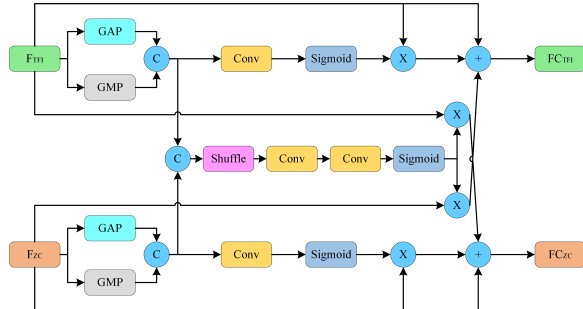 GAP
FTFI
C
Conv
Sigmoid
X
+
FCTFI
GMP
X
C
Shuffle
Conv
Conv
Sigmoid
X
GAP
FZC
C
Conv
Sigmoid
X
+
FCZC
GMP